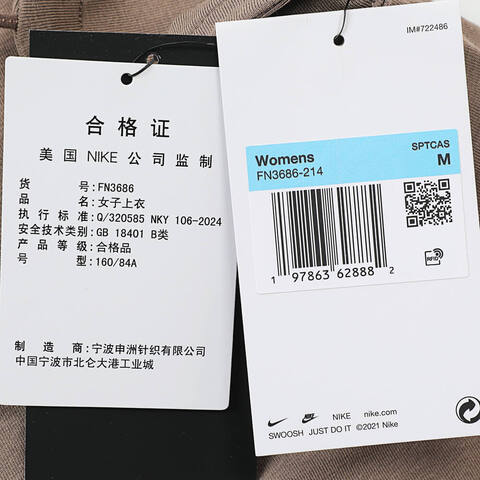 合格证
美国 NIKE 公司监制
货 号:FN3686
品 名:女子上衣
执行标准:Q/320585 NKY 106-2024
安全技术类别:GB 18401 B类
产品等级:合格品
号 型:160/84A
制 造 商:宁波申洲针织有限公司
中国宁波市北仑大港工业城
IM#722486
SPTCAS
Womens M
FN3686-214
1 97863 62888 2
RFID
NIKE nike.com
SWOOSH JUST DO IT ©2021 Nike